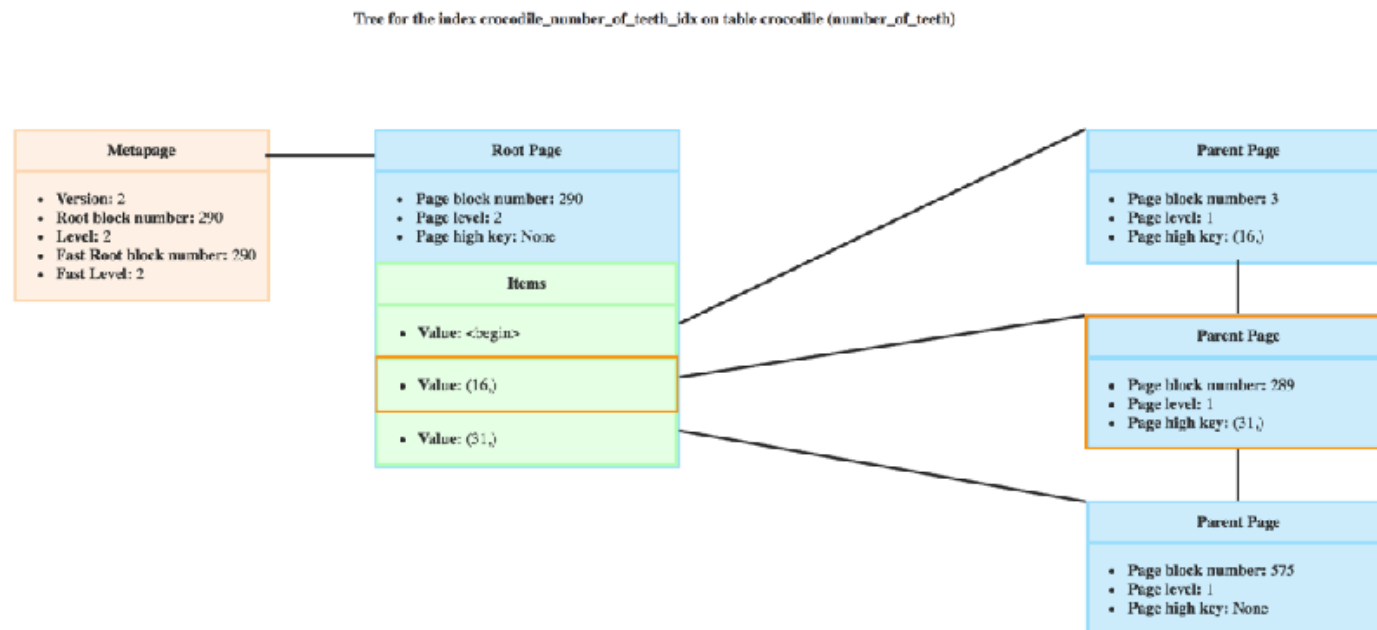 Tree for the index crocodile_number_of_teeth_idx on table crocodile (number_of_teeth)
Metapage
• Version: 2
• Root block number: 290
• Level: 2
• Fast Root block number: 290
• Fast Level: 2
Root Page
• Page block number: 290
• Page level: 2
• Page high key: None
Items
• Value: <begin>
• Value: (16,)
• Value: (31,)
Parent Page
• Page block number: 3
• Page level: 1
• Page high key: (16,)
Parent Page
• Page block number: 289
• Page level: 1
• Page high key: (31,)
Parent Page
• Page block number: 575
• Page level: 1
• Page high key: None